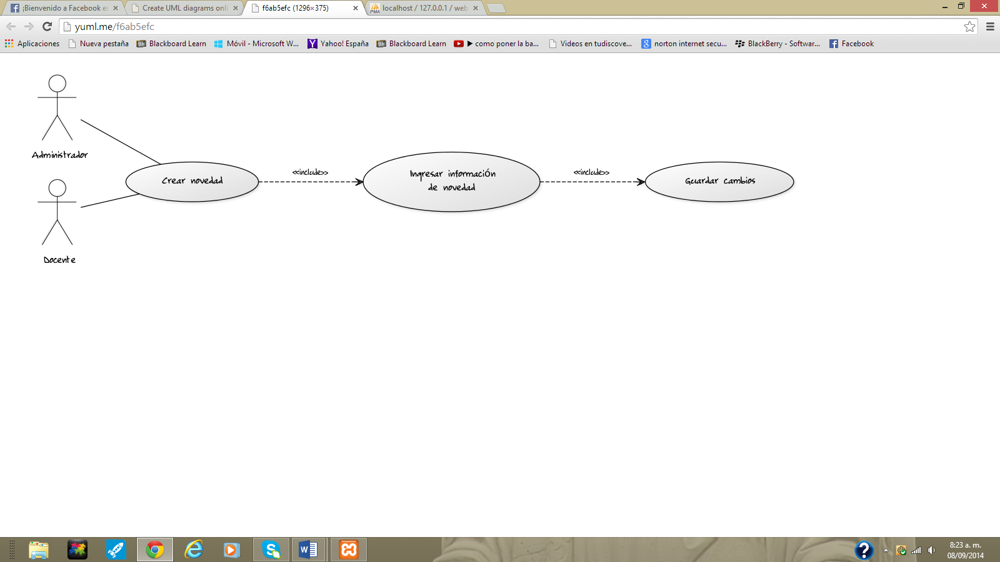 ¡Bienvenido a Facebook en
Create UML diagrams onli
f6ab5efc (1296×375)
localhost / 127.0.0.1 / web
yuml.me/f6ab5efc
Aplicaciones
Nueva pestaña
Blackboard Learn
Móvil - Microsoft W...
Yahoo! España
Blackboard Learn
▶ como poner la ba...
Videos en tudiscove...
norton internet secu...
BlackBerry - Softwar...
Facebook
Administrador
Docente
Crear novedad
<<include>>
Ingresar información
de novedad
<<include>>
Guardar cambios
8:23 a. m.
08/09/2014